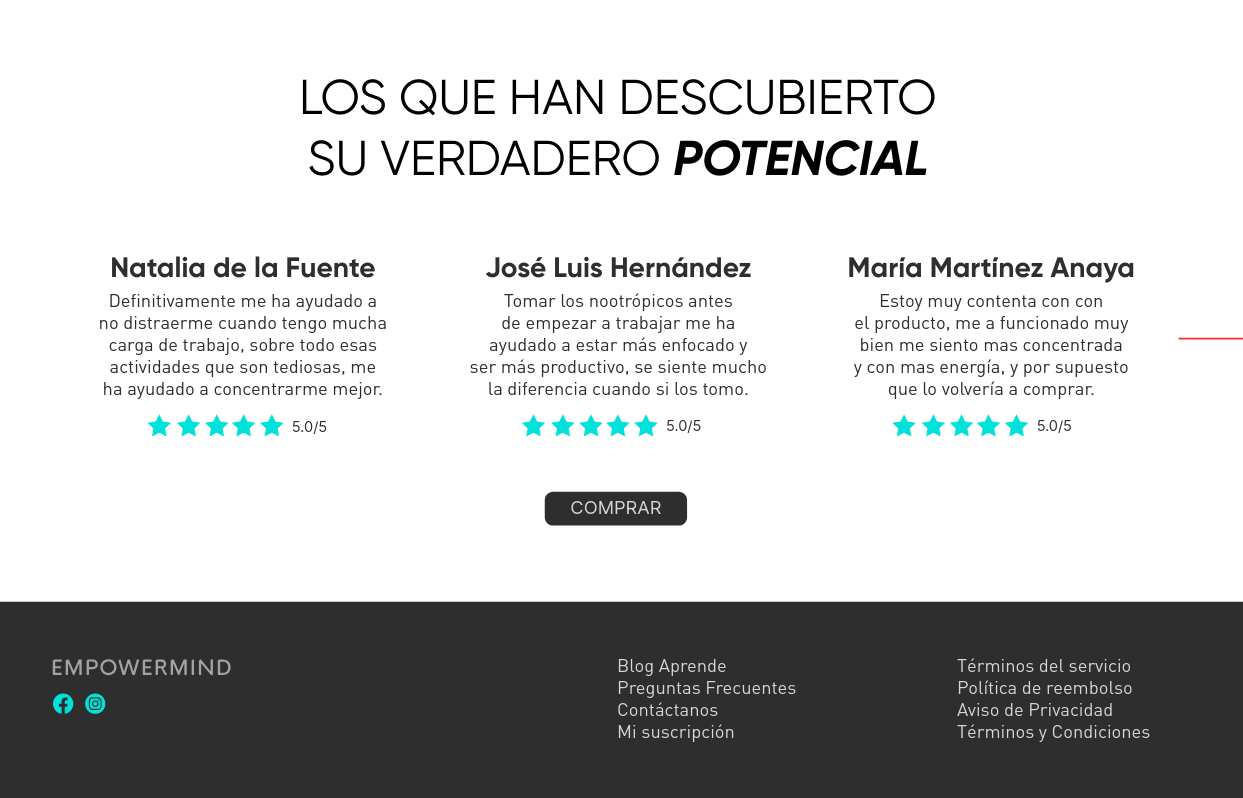 LOS QUE HAN DESCUBIERTO
SU VERDADERO POTENCIAL
Natalia de la Fuente
Definitivamente me ha ayudado a
no distraerme cuando tengo mucha
carga de trabajo, sobre todo esas
actividades que son tediosas, me
ha ayudado a concentrarme mejor.
5.0/5
José Luis Hernández
Tomar los nootrópicos antes
de empezar a trabajar me ha
ayudado a estar más enfocado y
ser más productivo, se siente mucho
la diferencia cuando si los tomo.
5.0/5
María Martínez Anaya
Estoy muy contenta con con
el producto, me a funcionado muy
bien me siento mas concentrada
y con mas energía, y por supuesto
que lo volvería a comprar.
5.0/5
COMPRAR
EMPOWERMIND
Blog Aprende
Preguntas Frecuentes
Contáctanos
Mi suscripción
Términos del servicio
Política de reembolso
Aviso de Privacidad
Términos y Condiciones